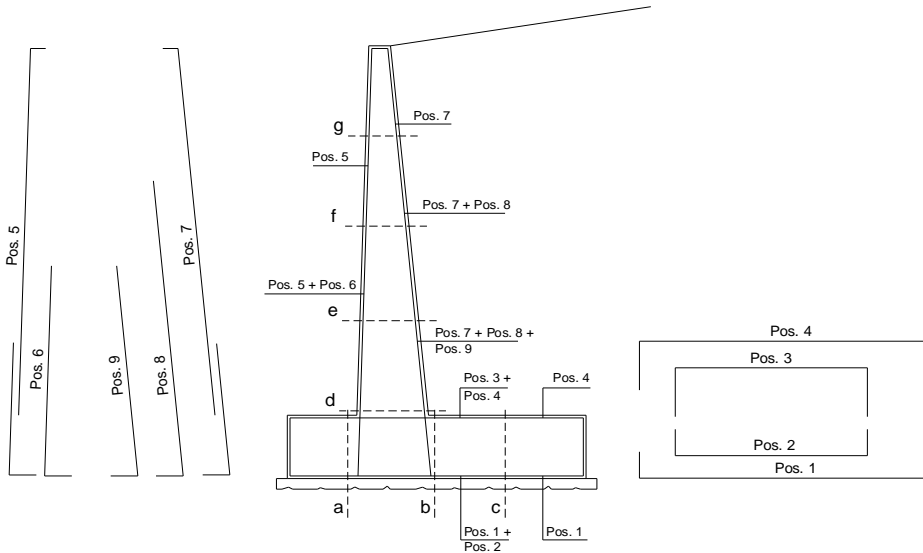 g
Pos. 7
Pos. 5
f
Pos. 7 + Pos. 8
Pos. 5
Pos. 7
Pos. 5 + Pos. 6
e
Pos. 7 + Pos. 8 +
Pos. 9
Pos. 4
Pos. 3
Pos. 6
Pos. 9
Pos. 8
Pos. 3 +
Pos. 4
Pos. 4
d
Pos. 2
Pos. 1
a
b
c
Pos. 1 +
Pos. 2
Pos. 1